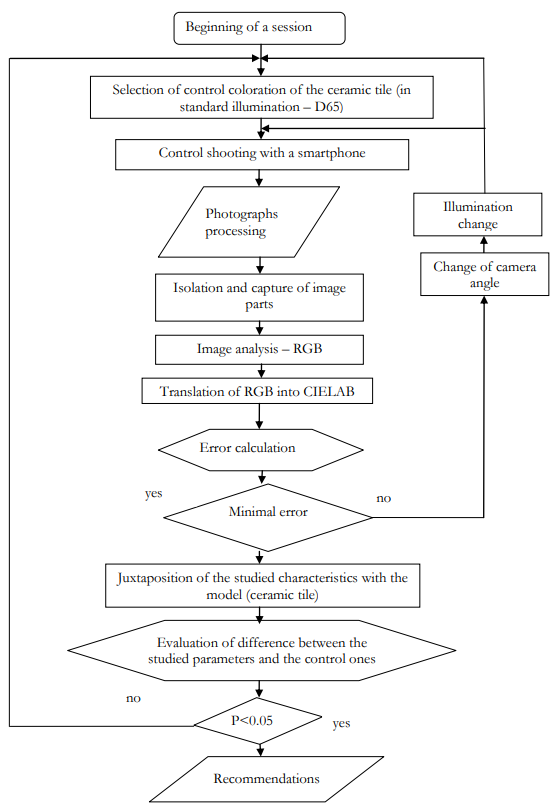 Beginning of a session
Selection of control coloration of the ceramic tile (in
standard illumination – D65)
Control shooting with a smartphone
Photographs
processing
Illumination
change
Change of camera
angle
Isolation and capture of image
parts
Image analysis – RGB
Translation of RGB into CIELAB
Error calculation
yes
no
Minimal error
Juxtaposition of the studied characteristics with the
model (ceramic tile)
Evaluation of difference between the
studied parameters and the control ones
no
P<0.05
yes
Recommendations